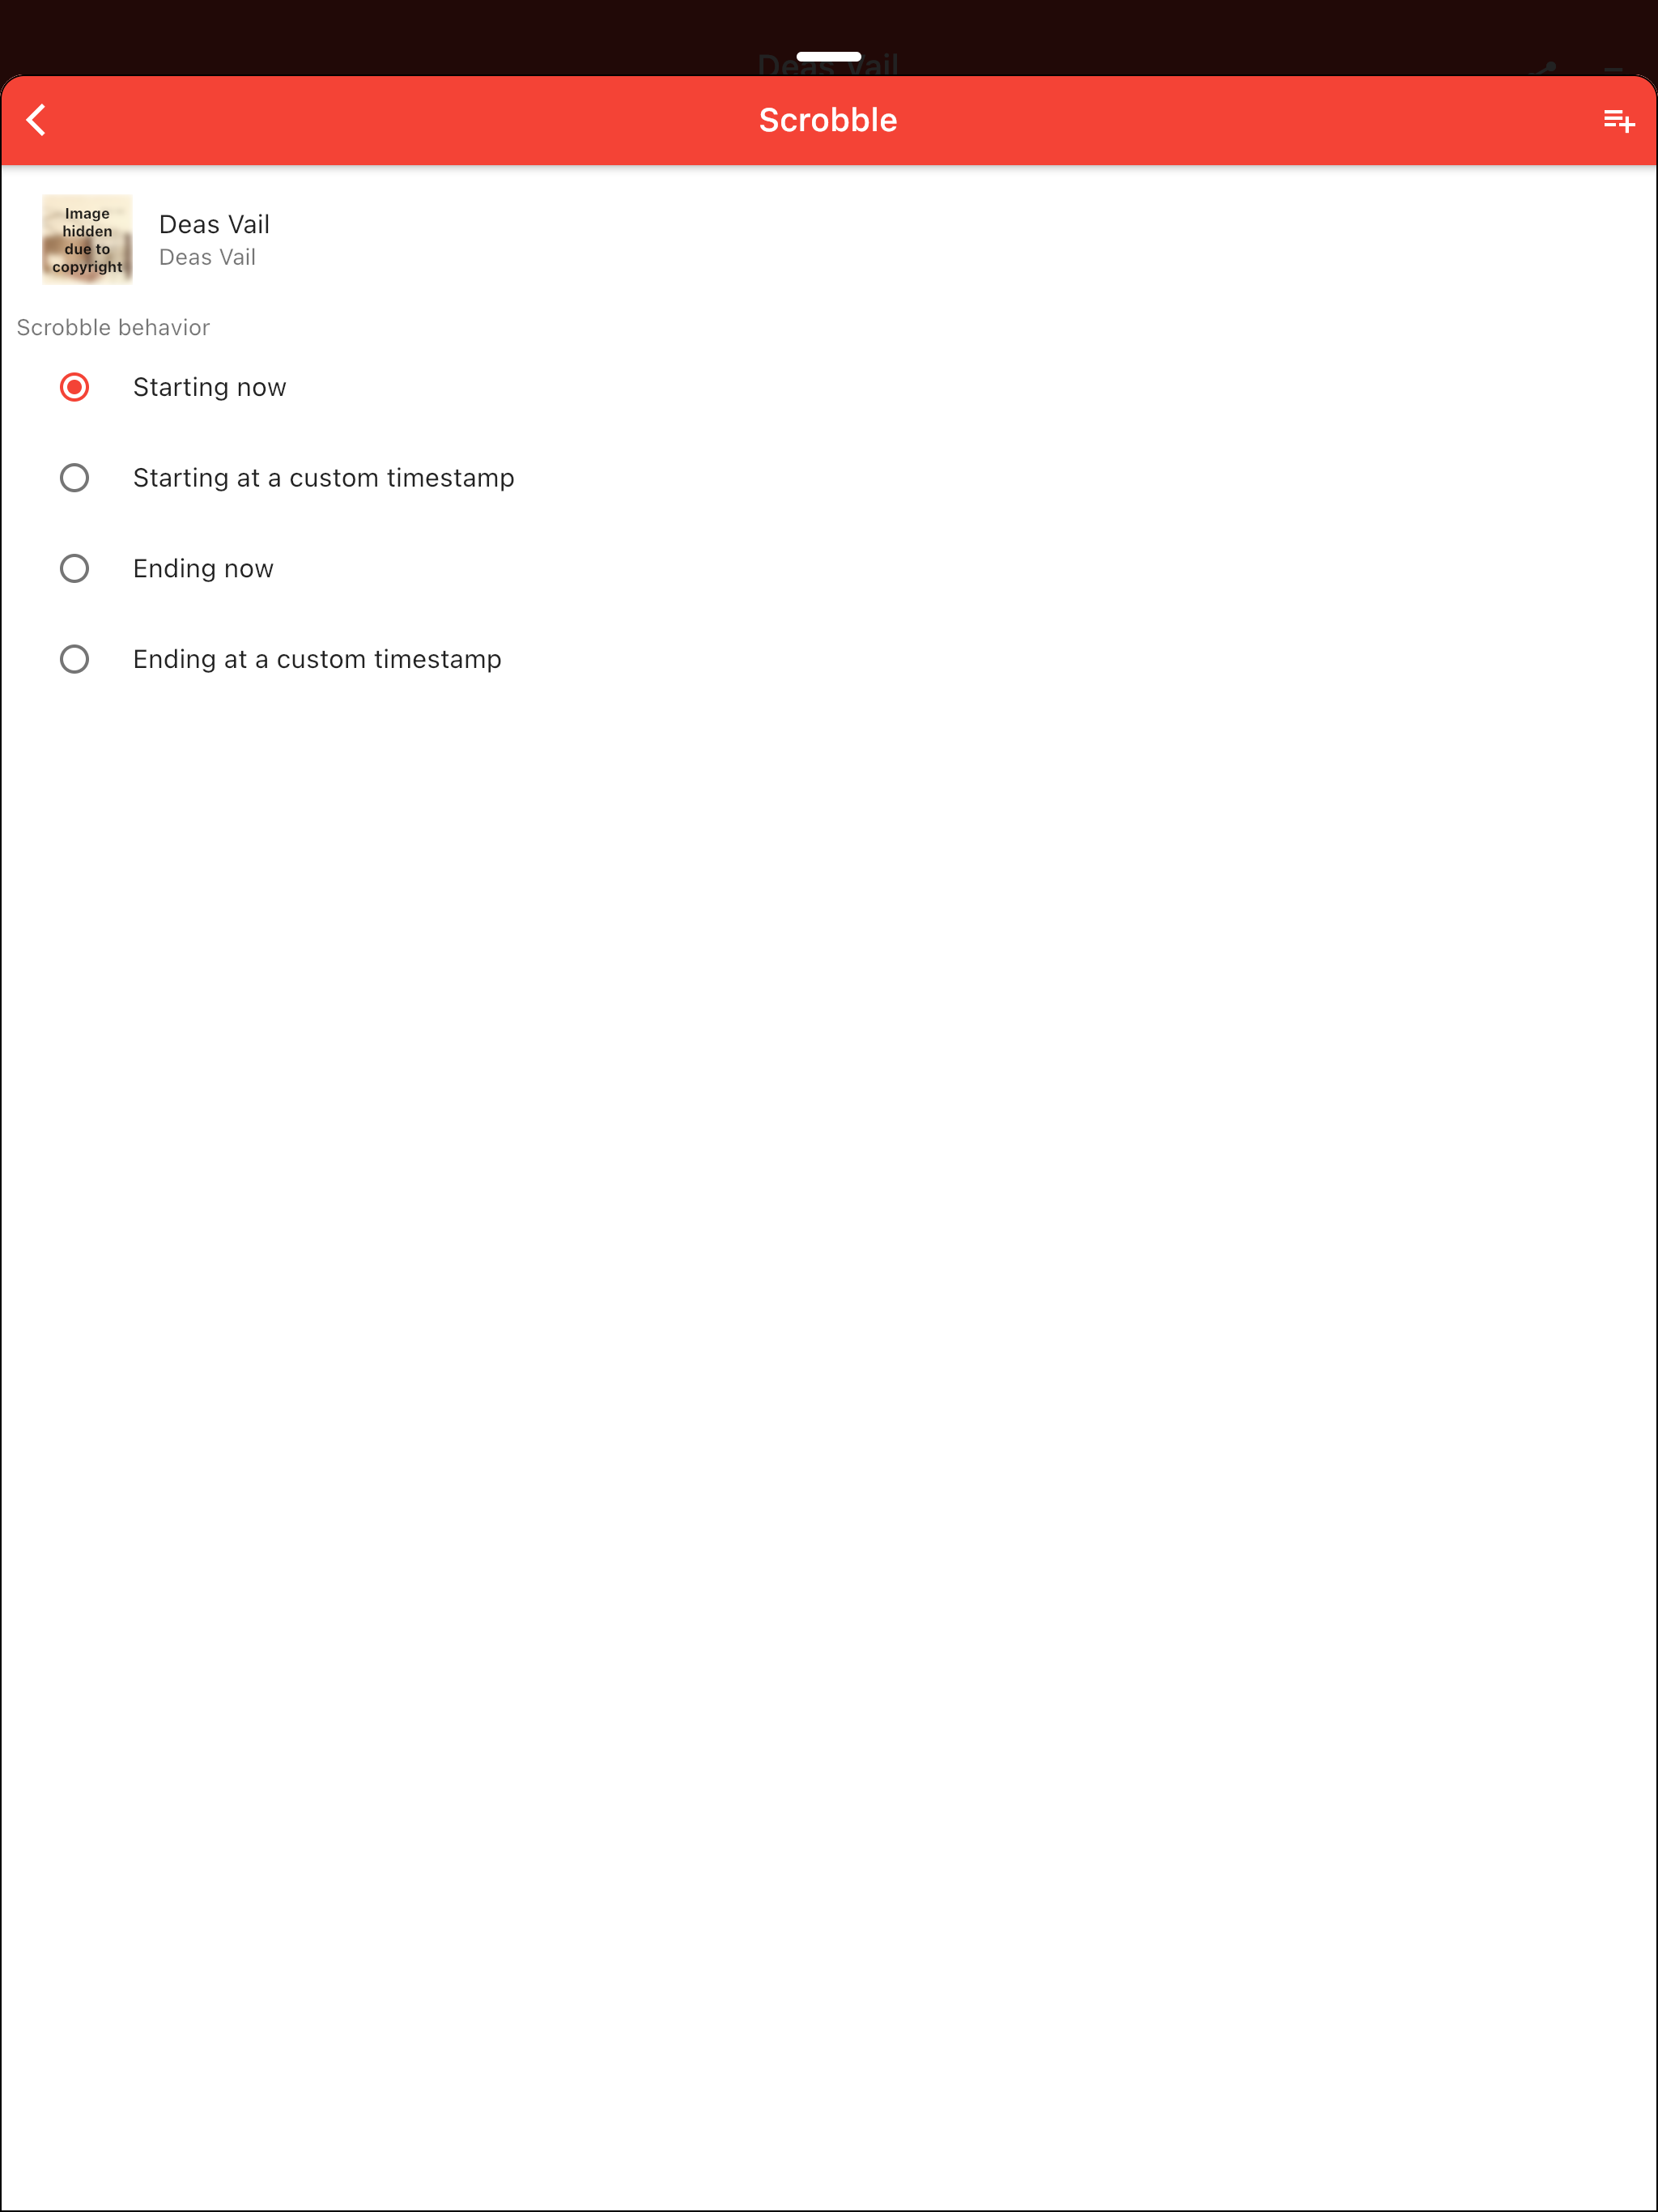 Deas Vail
Scrobble
Image
hidden
due to
copyright
Deas Vail
Deas Vail
Scrobble behavior
Starting now
Starting at a custom timestamp
Ending now
Ending at a custom timestamp